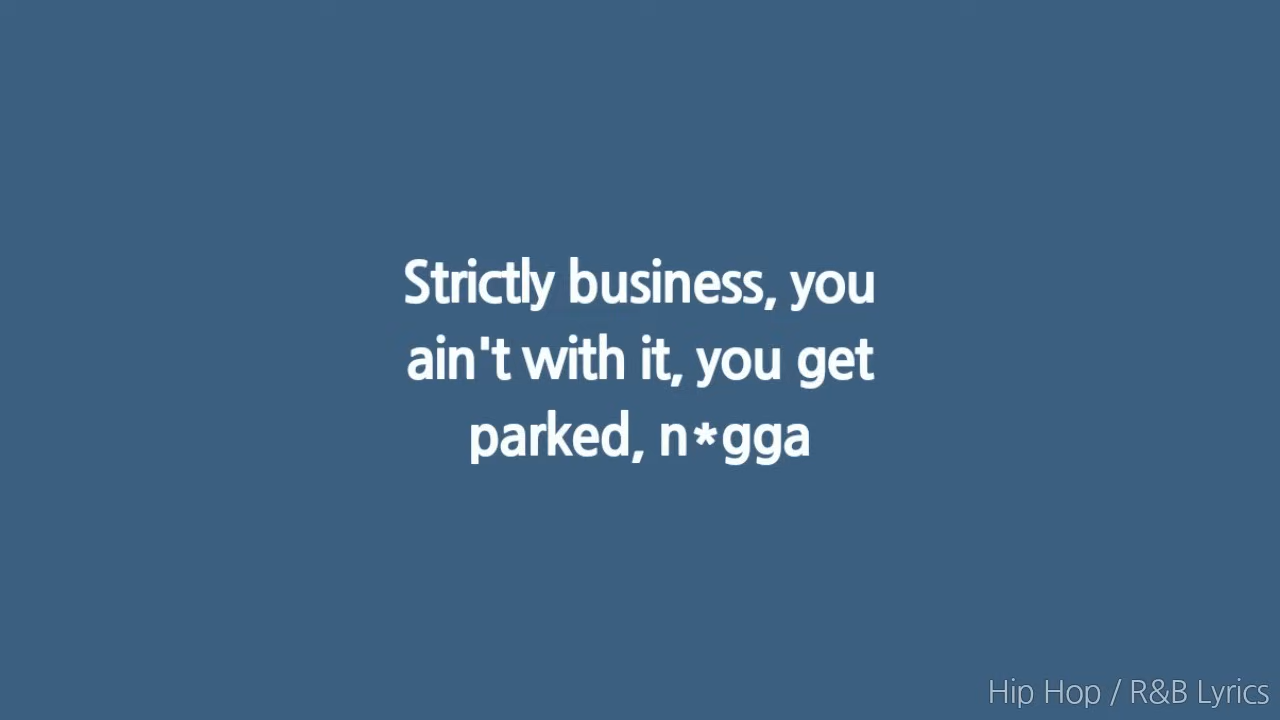 Strictly business, you
ain't with it, you get
parked, n*gga
Hip Hop / R&B Lyrics